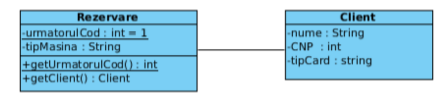 Rezervare
-urmatorulCod : int = 1
-tipMasina : String
+getUrmatorulCod() : int
+getClient() : Client
Client
-nume : String
-CNP : int
-tipCard : string